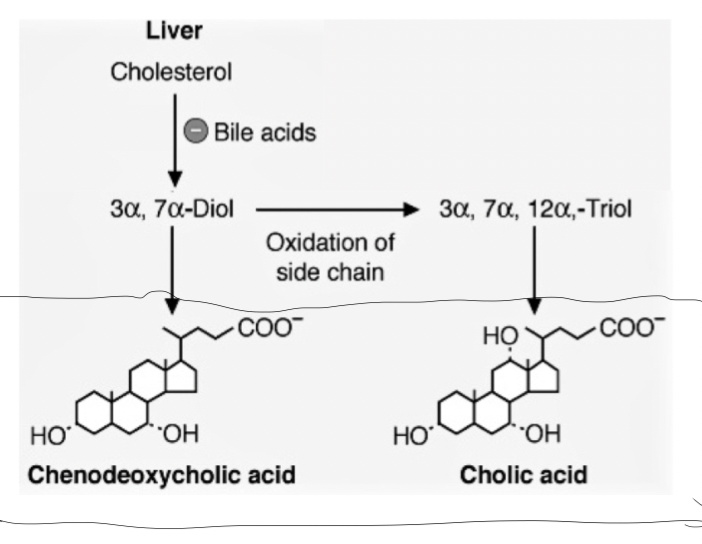 Liver
Cholesterol
− Bile acids
3α, 7α-Diol
3α, 7α, 12α,-Triol
Oxidation of
side chain
COO⁻
HO
OH
Chenodeoxycholic acid
COO⁻
HO
HO
OH
Cholic acid